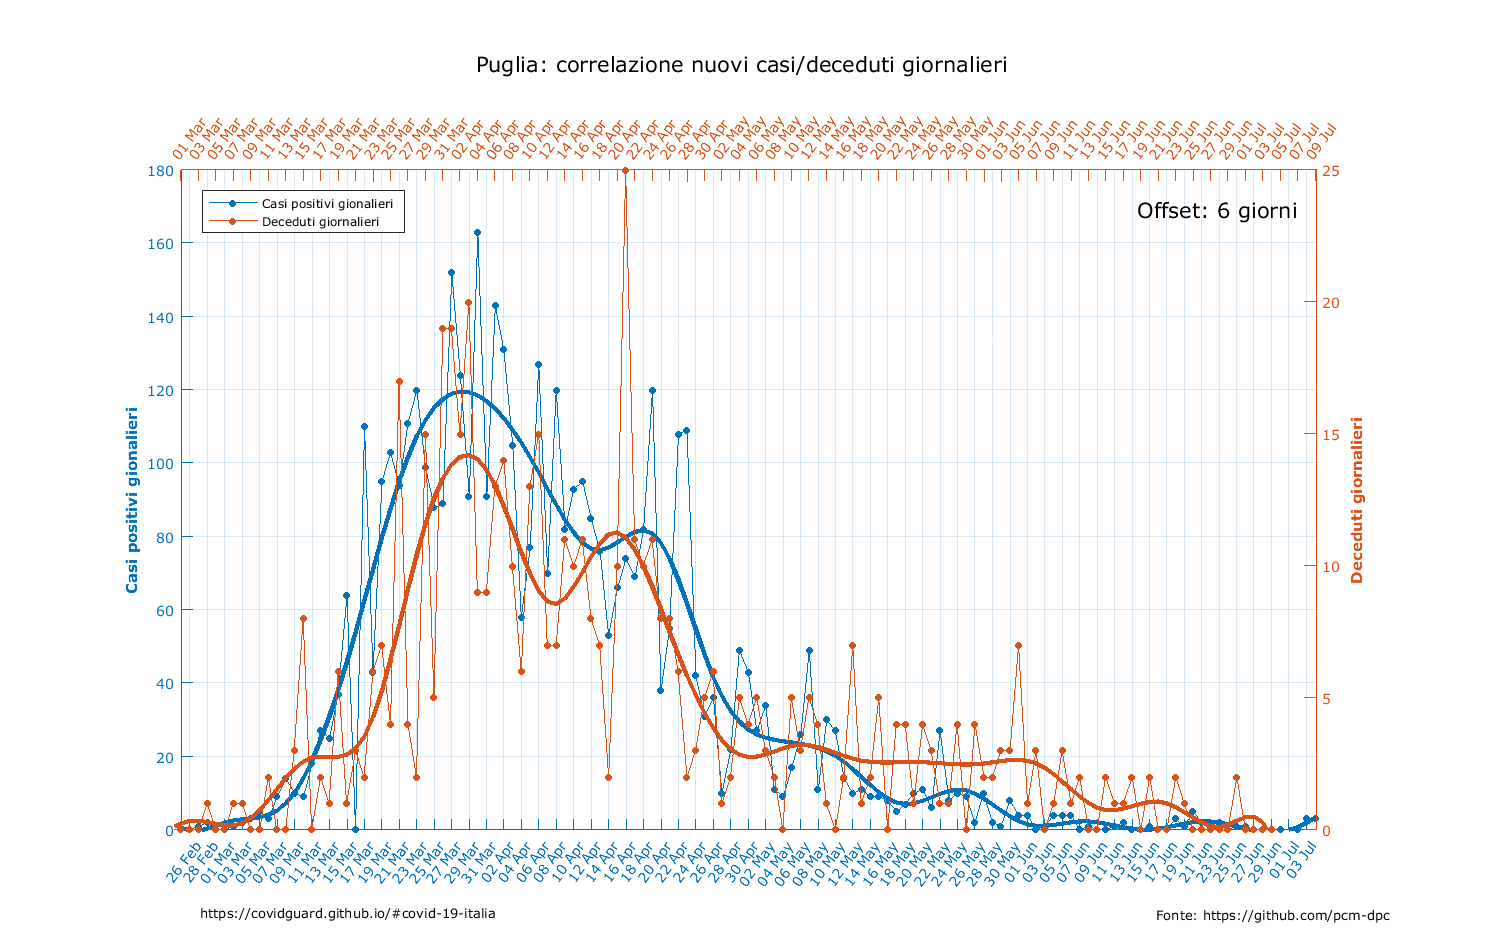 Puglia: correlazione nuovi casi/deceduti giornalieri
01 Mar
03 Mar
05 Mar
07 Mar
09 Mar
11 Mar
13 Mar
15 Mar
17 Mar
19 Mar
21 Mar
23 Mar
25 Mar
27 Mar
29 Mar
31 Mar
02 Apr
04 Apr
06 Apr
08 Apr
10 Apr
12 Apr
14 Apr
16 Apr
18 Apr
20 Apr
22 Apr
24 Apr
26 Apr
28 Apr
30 Apr
02 May
04 May
06 May
08 May
10 May
12 May
14 May
16 May
18 May
20 May
22 May
24 May
26 May
28 May
30 May
01 Jun
03 Jun
05 Jun
07 Jun
09 Jun
11 Jun
13 Jun
15 Jun
17 Jun
19 Jun
21 Jun
23 Jun
25 Jun
27 Jun
29 Jun
01 Jul
03 Jul
05 Jul
07 Jul
09 Jul
Casi positivi gionalieri
Deceduti giornalieri
Offset: 6 giorni
180
160
140
120
100
80
60
40
20
0
Casi positivi gionalieri
25
20
15
10
5
0
Deceduti giornalieri
26 Feb
28 Feb
01 Mar
03 Mar
05 Mar
07 Mar
09 Mar
11 Mar
13 Mar
15 Mar
17 Mar
19 Mar
21 Mar
23 Mar
25 Mar
27 Mar
29 Mar
31 Mar
02 Apr
04 Apr
06 Apr
08 Apr
10 Apr
12 Apr
14 Apr
16 Apr
18 Apr
20 Apr
22 Apr
24 Apr
26 Apr
28 Apr
30 Apr
02 May
04 May
06 May
08 May
10 May
12 May
14 May
16 May
18 May
20 May
22 May
24 May
26 May
28 May
30 May
01 Jun
03 Jun
05 Jun
07 Jun
09 Jun
11 Jun
13 Jun
15 Jun
17 Jun
19 Jun
21 Jun
23 Jun
25 Jun
27 Jun
29 Jun
01 Jul
03 Jul
https://covidguard.github.io/#covid-19-italia
Fonte: https://github.com/pcm-dpc